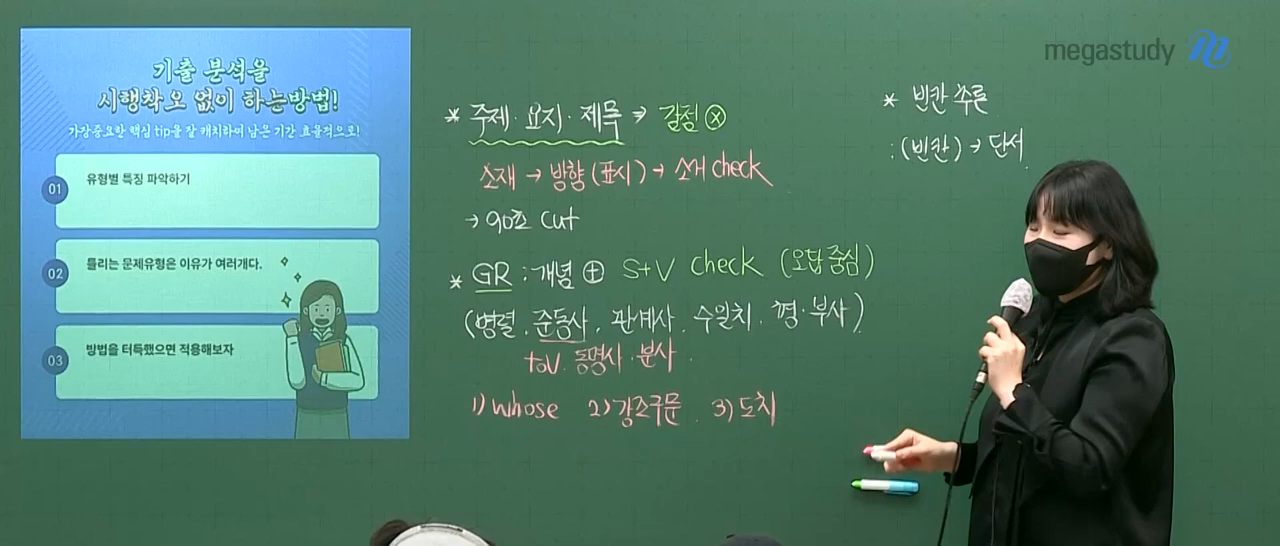 megastudy
기출 분석을
시행착오 없이 하는방법!
가장중요한 핵심 tip을 잘 캐치하여 남은 기간 효율적으로!
01 유형별 특징 파악하기
02 틀리는 문제유형은 이유가 여러개다.
03 방법을 터득했으면 적용해보자
* 주제·요지·제목 → 감점 ⓧ
소재 → 방향 (표시) → 소거 check
→ 90초 cut
* GR : 개념 ⊕ S+V check (오답 중심)
(병렬, 준동사, 관계사, 수일치, 형·부사)
toV. 동명사·분사.
1) whose 2) 강조구문. 3) 도치
* 빈칸 추론
: (빈칸) → 단서